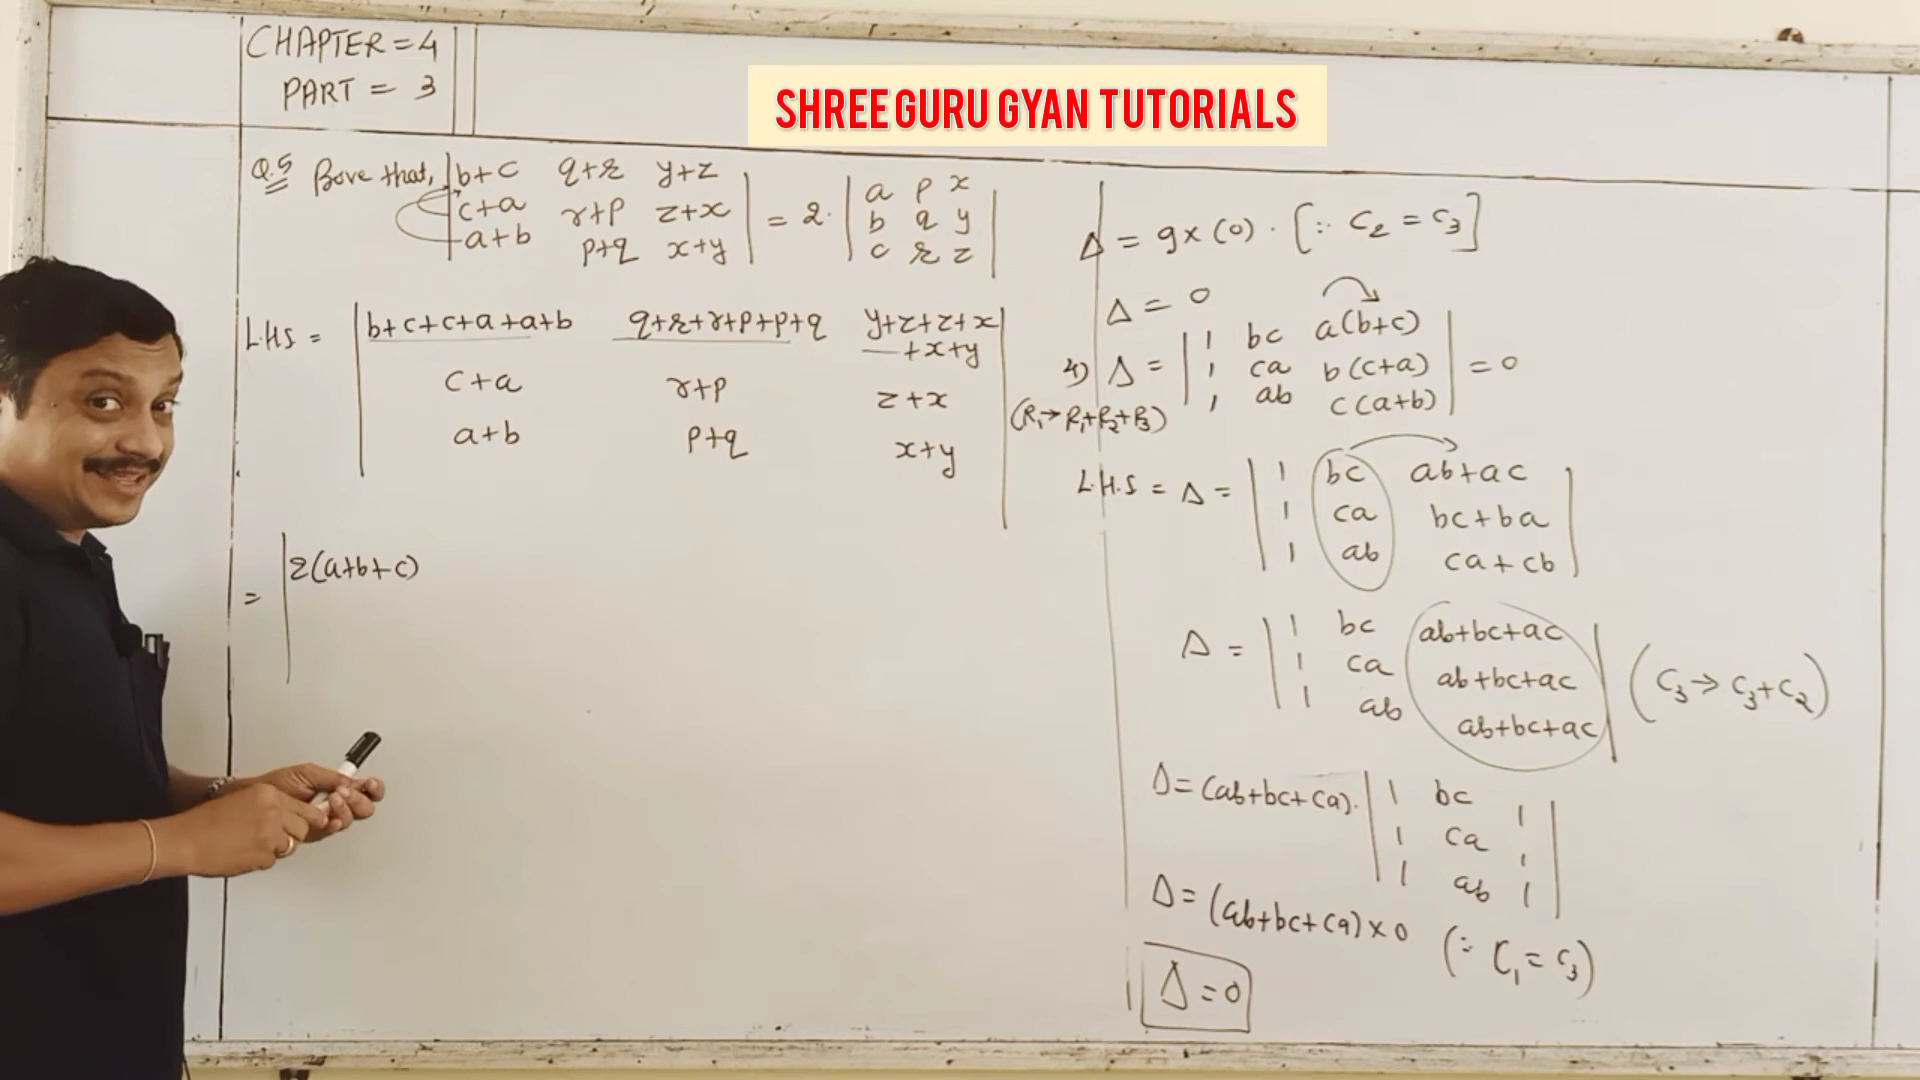 CHAPTER = 4
PART = 3
SHREE GURU GYAN TUTORIALS
Q.5 Prove that, | b+c q+r y+z |
| c+a r+p z+x | = 2. | a p x |
| a+b p+q x+y | | b q y |
| c r z |
L.H.S = | b+c+c+a+a+b q+r+r+p+p+q y+z+z+x
+x+y |
c+a r+p z+x
a+b p+q x+y
(R₁→R₁+R₂+R₃)
= | 2(a+b+c)
Δ = 9x(0). [∵ C₂ = C₃]
Δ = 0
4) Δ = | 1 bc a(b+c) |
| 1 ca b(c+a) | = 0
| 1 ab c(a+b) |
L.H.S = Δ = | 1 bc ab+ac |
| 1 ca bc+ba |
| 1 ab ca+cb |
Δ = | 1 bc ab+bc+ac |
| 1 ca ab+bc+ac | (C₃→C₃+C₂)
| 1 ab ab+bc+ac |
Δ = (ab+bc+ca). | 1 bc 1 |
| 1 ca 1 |
| 1 ab 1 |
Δ = (ab+bc+ca)x0 (∵ C₁ = C₃)
Δ = 0